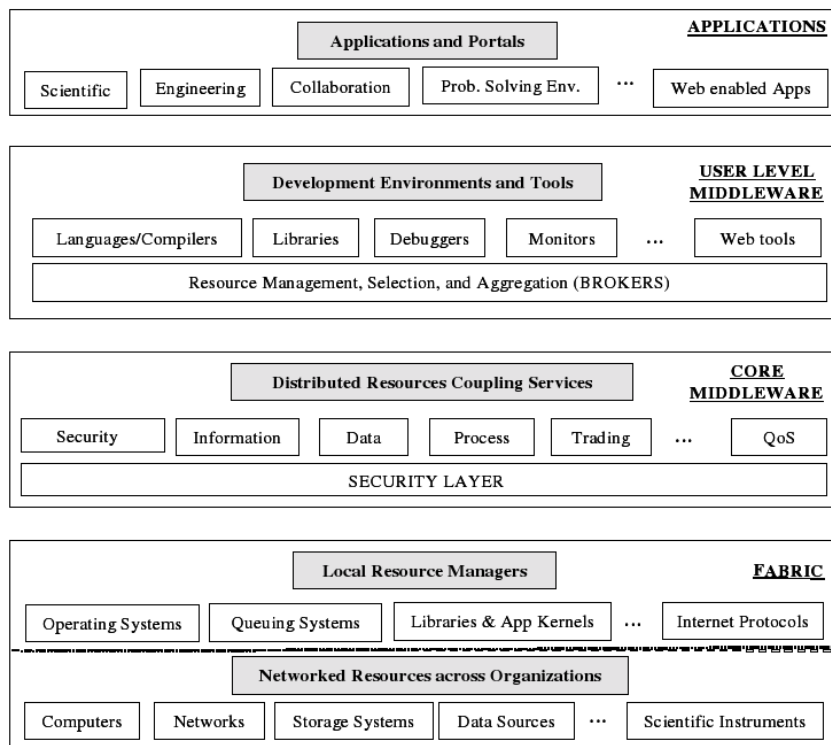 APPLICATIONS
Applications and Portals
Scientific Engineering Collaboration Prob. Solving Env. ... Web enabled Apps
USER LEVEL
MIDDLEWARE
Development Environments and Tools
Languages/Compilers Libraries Debuggers Monitors ... Web tools
Resource Management, Selection, and Aggregation (BROKERS)
CORE
MIDDLEWARE
Distributed Resources Coupling Services
Security Information Data Process Trading ... QoS
SECURITY LAYER
FABRIC
Local Resource Managers
Operating Systems Queuing Systems Libraries & App Kernels ... Internet Protocols
Networked Resources across Organizations
Computers Networks Storage Systems Data Sources ... Scientific Instruments